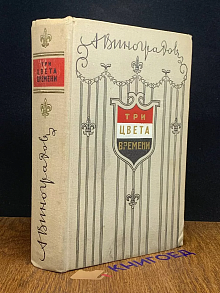 ТРИ
ЦВЕТА
ВРЕМЕНИ
А Виноградов
А Виноградов
ТРИ
ЦВЕТА
ВРЕМЕНИ
КНИГОЕД